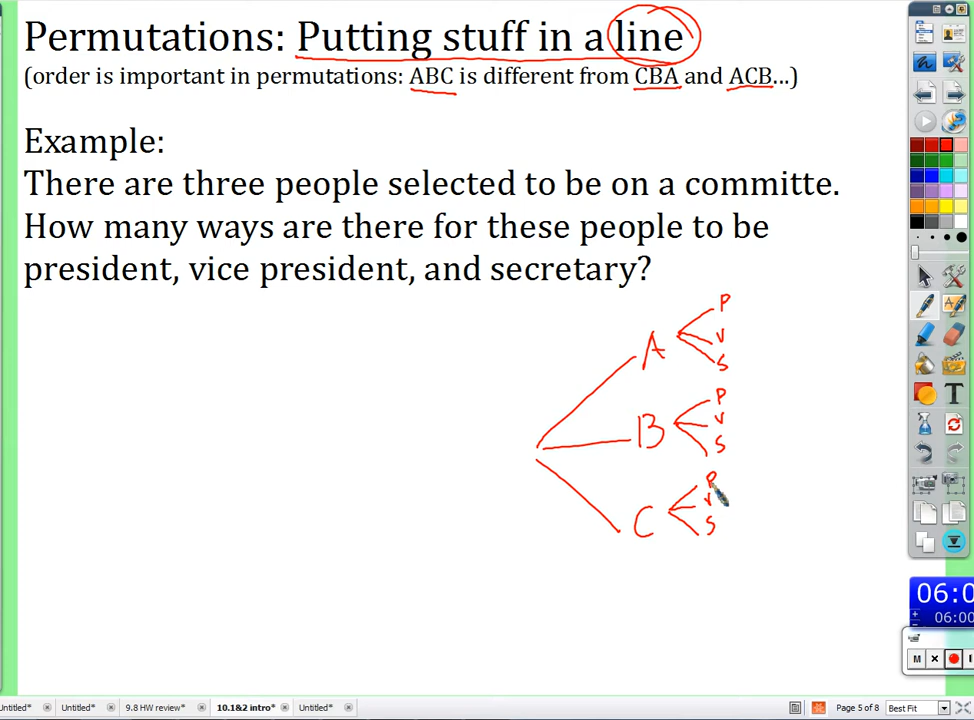 Permutations: Putting stuff in a line
(order is important in permutations: ABC is different from CBA and ACB...)
Example:
There are three people selected to be on a committe.
How many ways are there for these people to be
president, vice president, and secretary?
P
A V
S
P
B V
S
P
V
C S
T
06:0
06:00
M
Untitled*
Untitled*
9.8 HW review*
10.1&2 intro*
Untitled*
Page 5 of 8
Best Fit